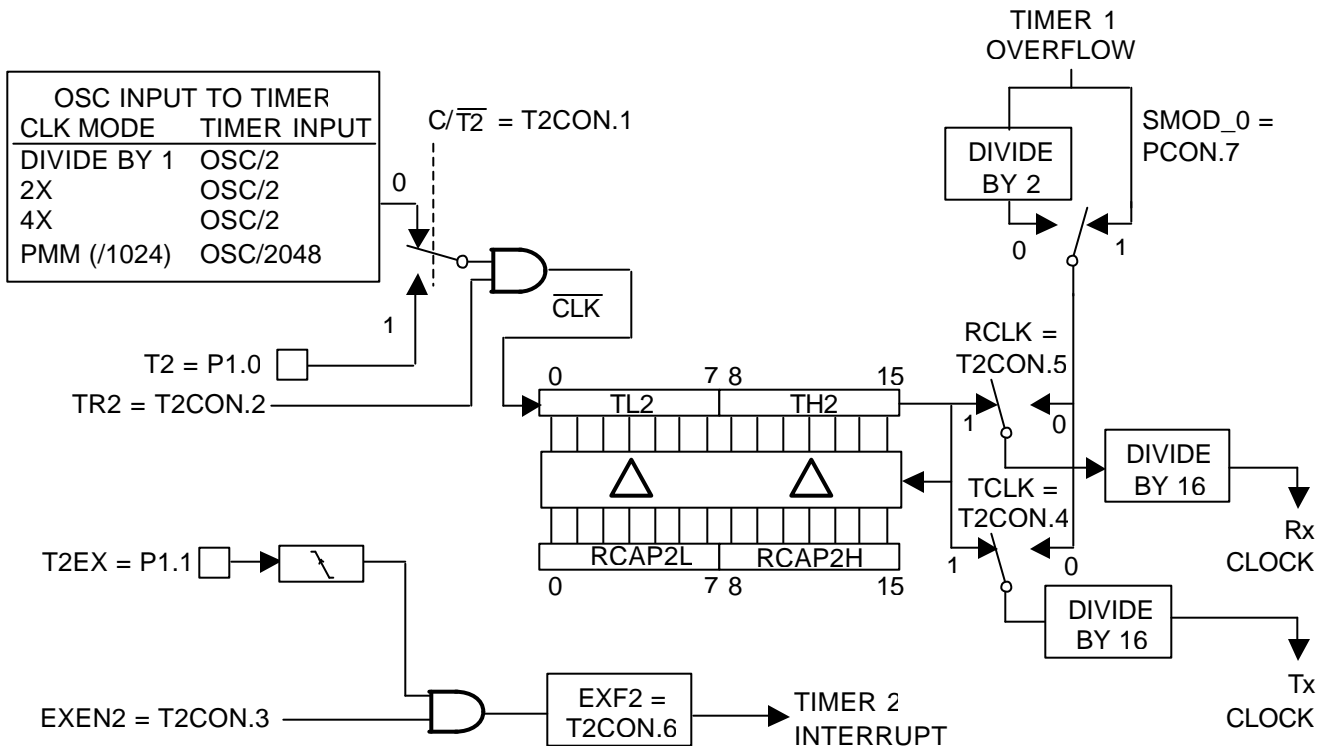 TIMER 1
OVERFLOW
OSC INPUT TO TIMER
CLK MODE TIMER INPUT
DIVIDE BY 1 OSC/2
2X OSC/2
4X OSC/2
PMM (/1024) OSC/2048
C/T̅2̅ = T2CON.1
0
1
DIVIDE
BY 2
SMOD_0 =
PCON.7
0
1
C̅L̅K̅
T2 = P1.0
TR2 = T2CON.2
0 7 8 15
TL2 TH2
RCLK =
T2CON.5
1 0
DIVIDE
BY 16
Rx
CLOCK
TCLK =
T2CON.4
1 0
DIVIDE
BY 16
Tx
CLOCK
RCAP2L RCAP2H
0 7 8 15
T2EX = P1.1
EXEN2 = T2CON.3
EXF2 =
T2CON.6
TIMER 2
INTERRUPT